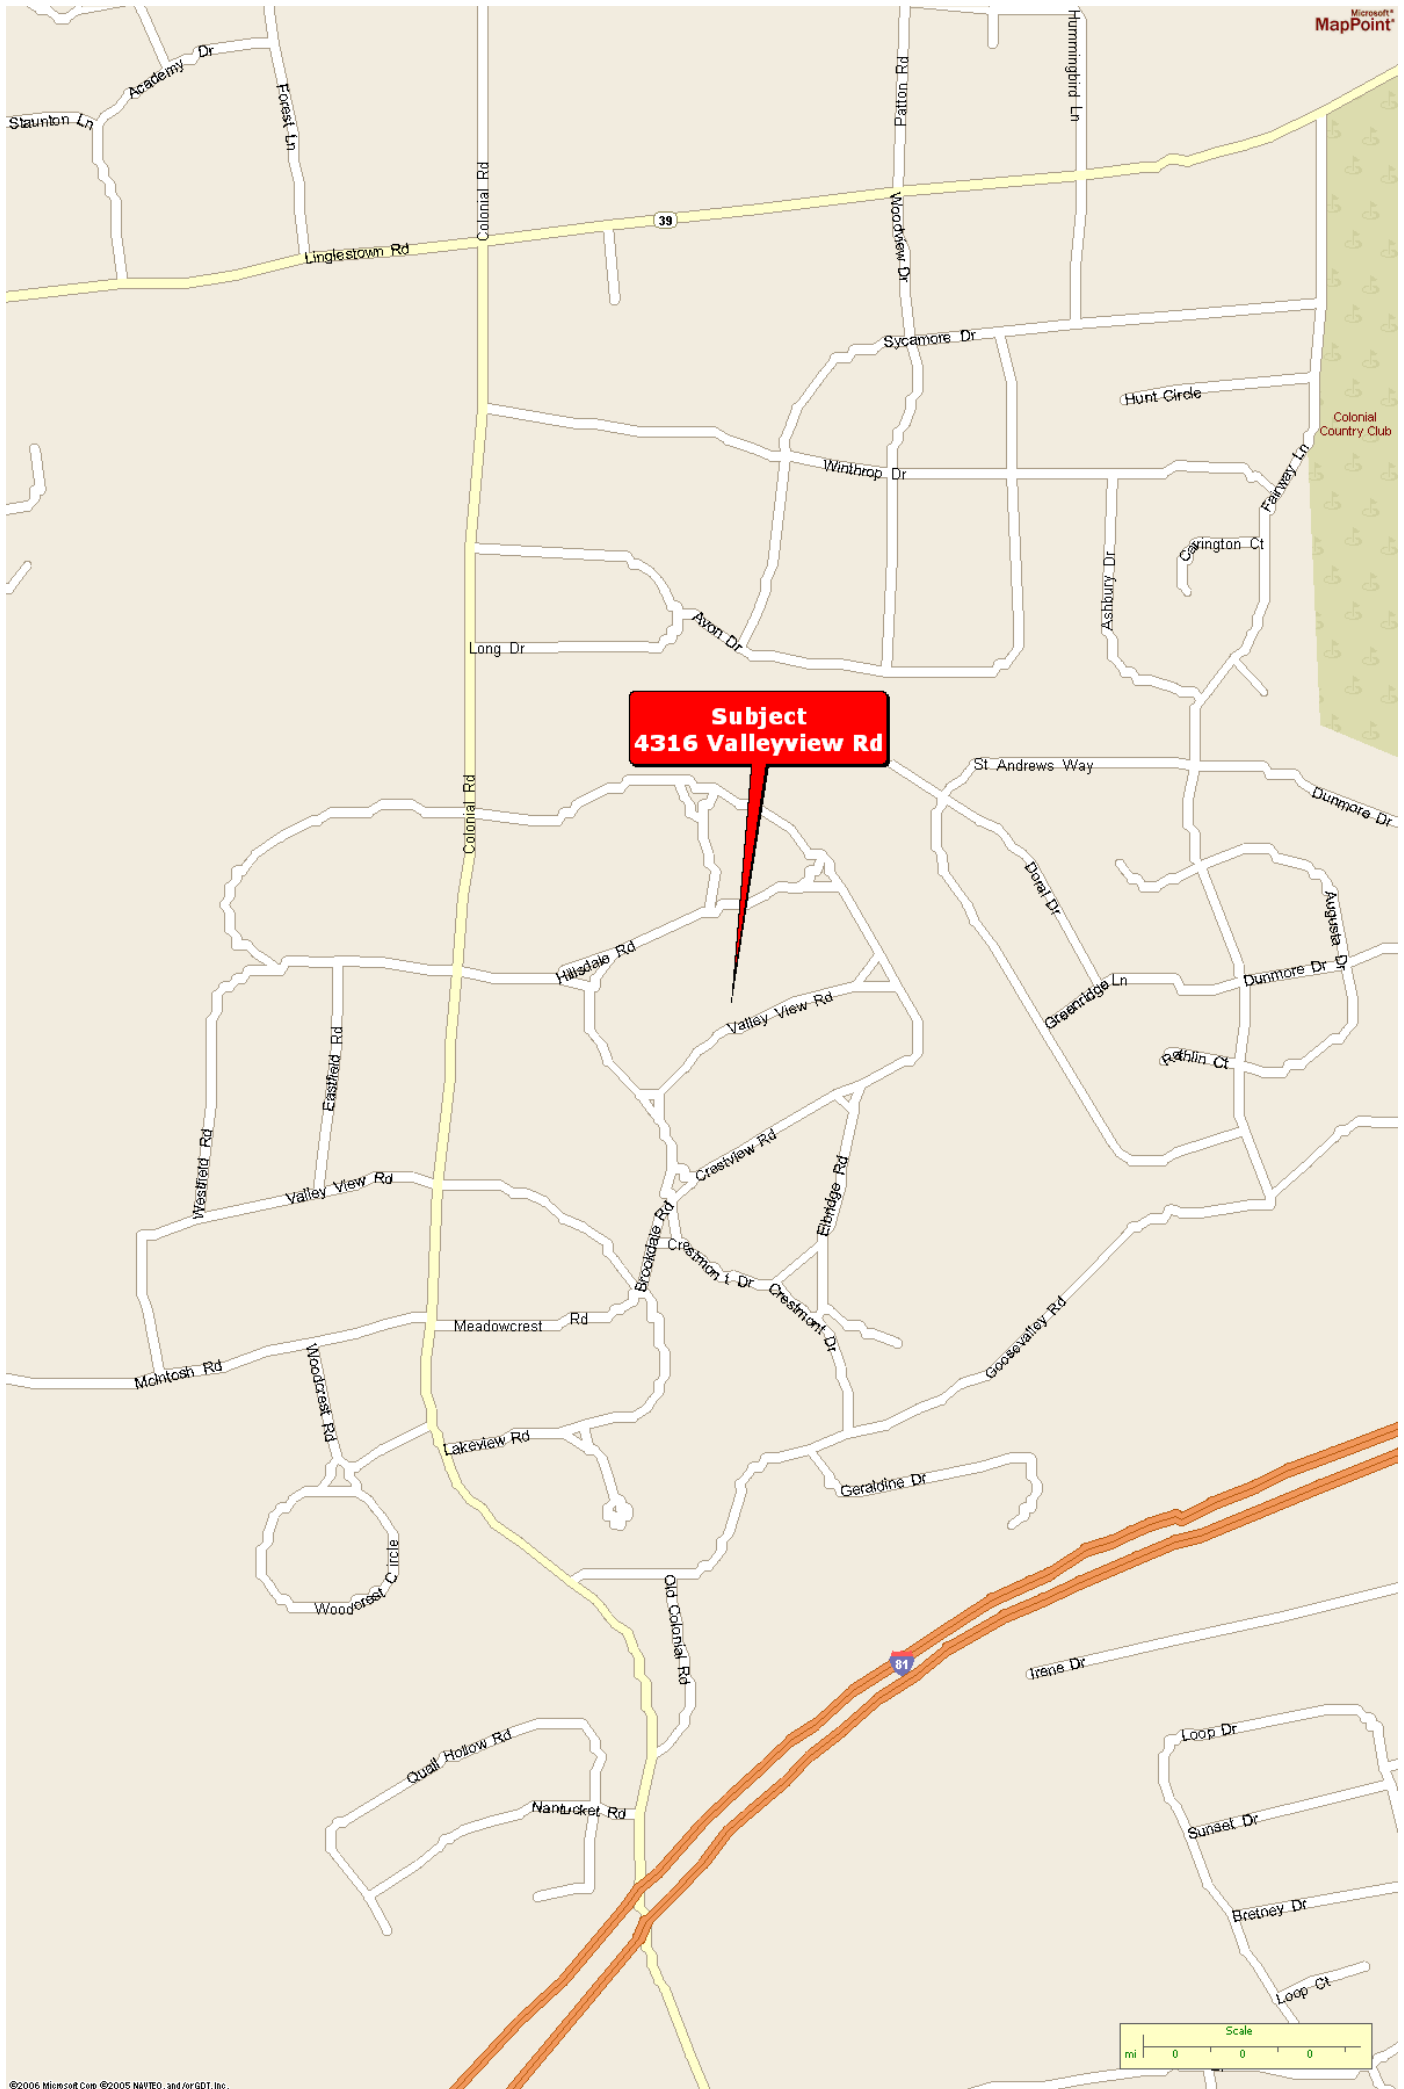 Microsoft®
MapPoint®
Academy Dr
Staunton Ln
Forest Ln
Colonial Rd
Patton Rd
Hummingbird Ln
39
Linglestown Rd
Woodview Dr
Sycamore Dr
Hunt Circle
Colonial
Country Club
Winthrop Dr
Fairway Ln
Carrington Ct
Ashbury Dr
Avon Dr
Long Dr
Subject
4316 Valleyview Rd
St Andrews Way
Dunmore Dr
Colonial Rd
Doral Dr
Augusta Dr
Hillsdale Rd
Greenridge Ln
Dunmore Dr
Valley View Rd
Eastfield Rd
Rathlin Ct
Westfield Rd
Crestview Rd
Elbridge Rd
Valley View Rd
Brookdale Rd
Crestmont Dr
Crestmont Dr
Meadowcrest Rd
Goosevalley Rd
McIntosh Rd
Woodcrest Rd
Lakeview Rd
Geraldine Dr
Woodcrest Circle
Old Colonial Rd
81
Irene Dr
Loop Dr
Quail Hollow Rd
Nantucket Rd
Sunset Dr
Bretney Dr
Loop Ct
Scale
mi 0 0 0
©2006 Microsoft Corp ©2005 NAVTEQ, and/or GDT, Inc.